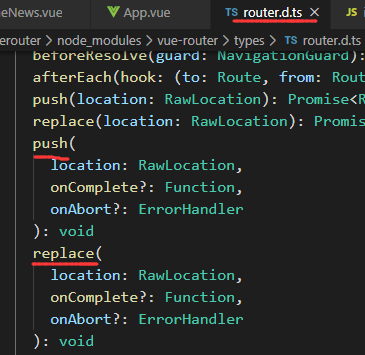 eNews.vue App.vue TS router.d.ts × JS
erouter > node_modules > vue-router > types > TS router.d.ts
beforeResolve(guard: NavigationGuard):
afterEach(hook: (to: Route, from: Rout
push(location: RawLocation): Promise<R
replace(location: RawLocation): Promis
push(
location: RawLocation,
onComplete?: Function,
onAbort?: ErrorHandler
): void
replace(
location: RawLocation,
onComplete?: Function,
onAbort?: ErrorHandler
): void